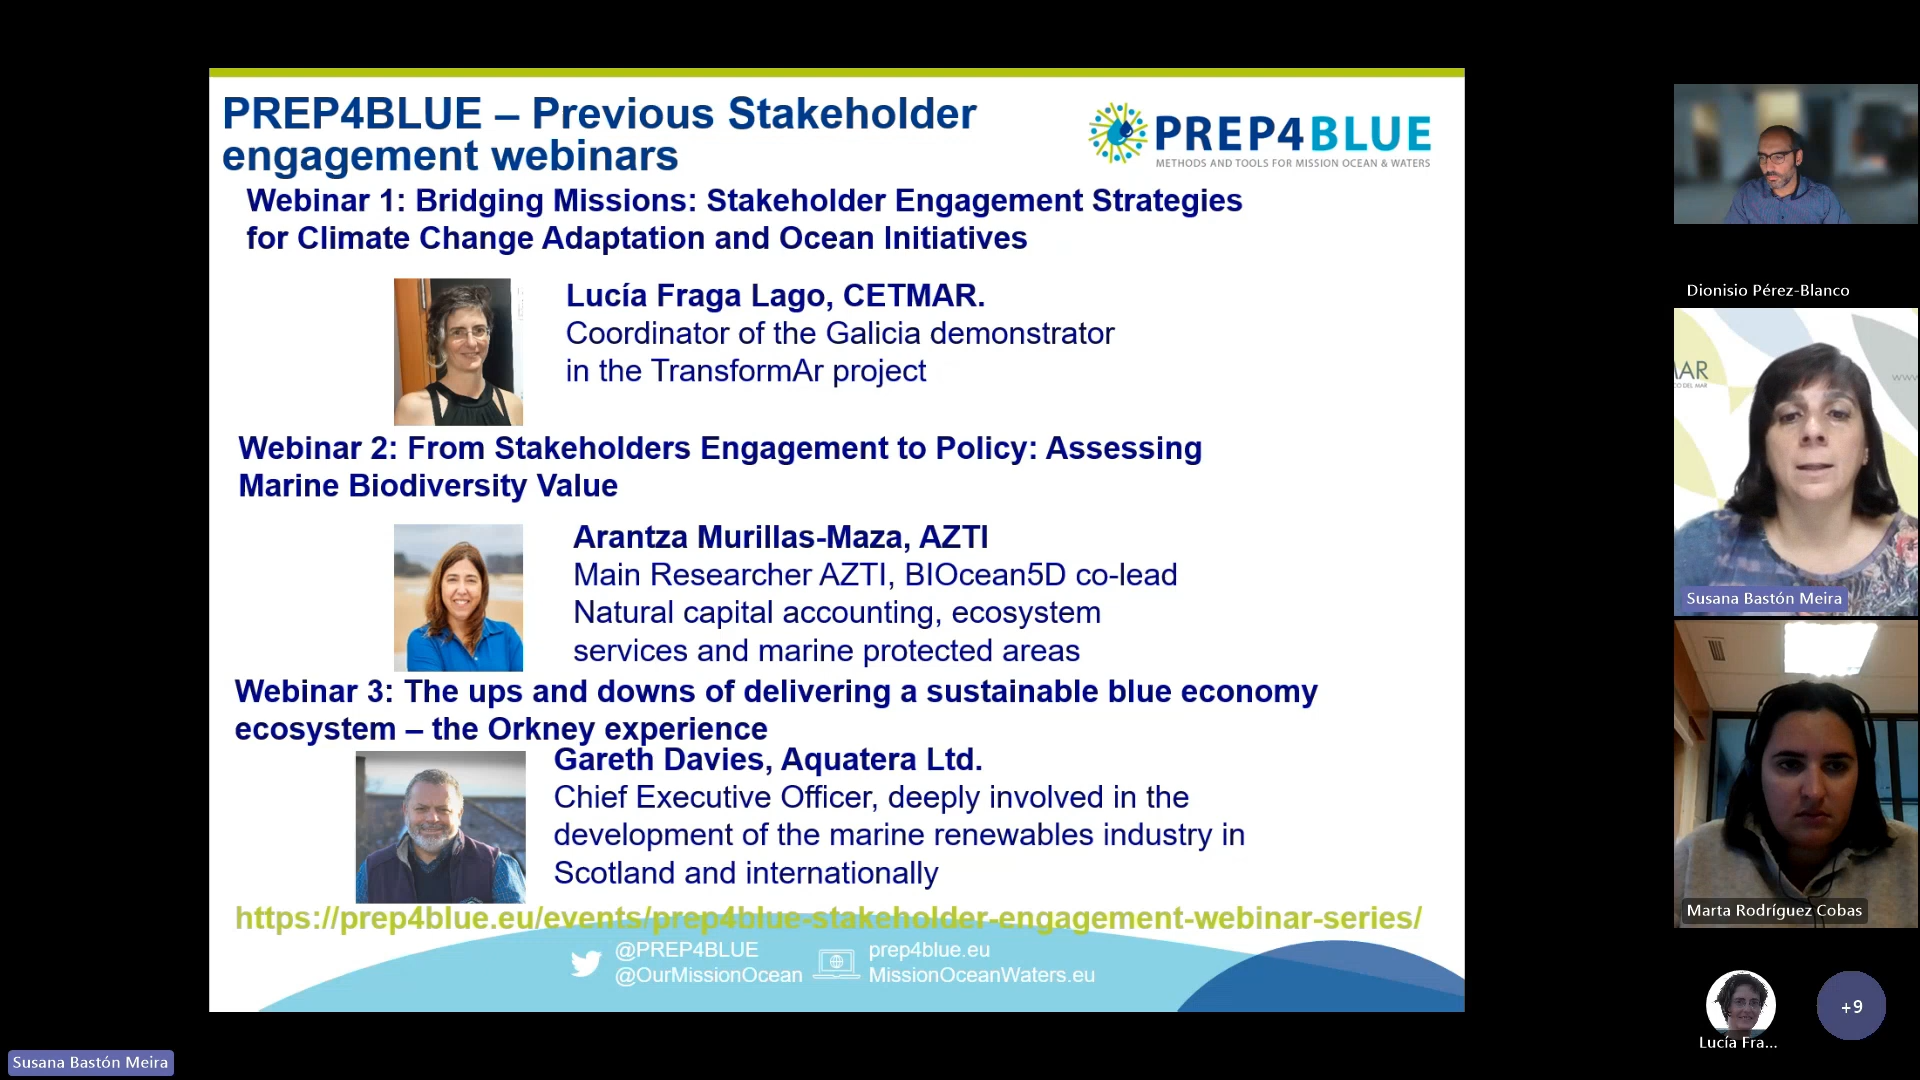 PREP4BLUE – Previous Stakeholder
engagement webinars
PREP4BLUE
METHODS AND TOOLS FOR MISSION OCEAN & WATERS
Webinar 1: Bridging Missions: Stakeholder Engagement Strategies
for Climate Change Adaptation and Ocean Initiatives
Lucía Fraga Lago, CETMAR.
Coordinator of the Galicia demonstrator
in the TransformAr project
Webinar 2: From Stakeholders Engagement to Policy: Assessing
Marine Biodiversity Value
Arantza Murillas-Maza, AZTI
Main Researcher AZTI, BIOcean5D co-lead
Natural capital accounting, ecosystem
services and marine protected areas
Webinar 3: The ups and downs of delivering a sustainable blue economy
ecosystem – the Orkney experience
Gareth Davies, Aquatera Ltd.
Chief Executive Officer, deeply involved in the
development of the marine renewables industry in
Scotland and internationally
https://prep4blue.eu/events/prep4blue-stakeholder-engagement-webinar-series/
@PREP4BLUE
@OurMissionOcean
prep4blue.eu
MissionOceanWaters.eu
Dionisio Pérez-Blanco
MAR
CO DEL MAR
www
Susana Bastón Meira
Marta Rodríguez Cobas
Lucía Fra...
+9
Susana Bastón Meira